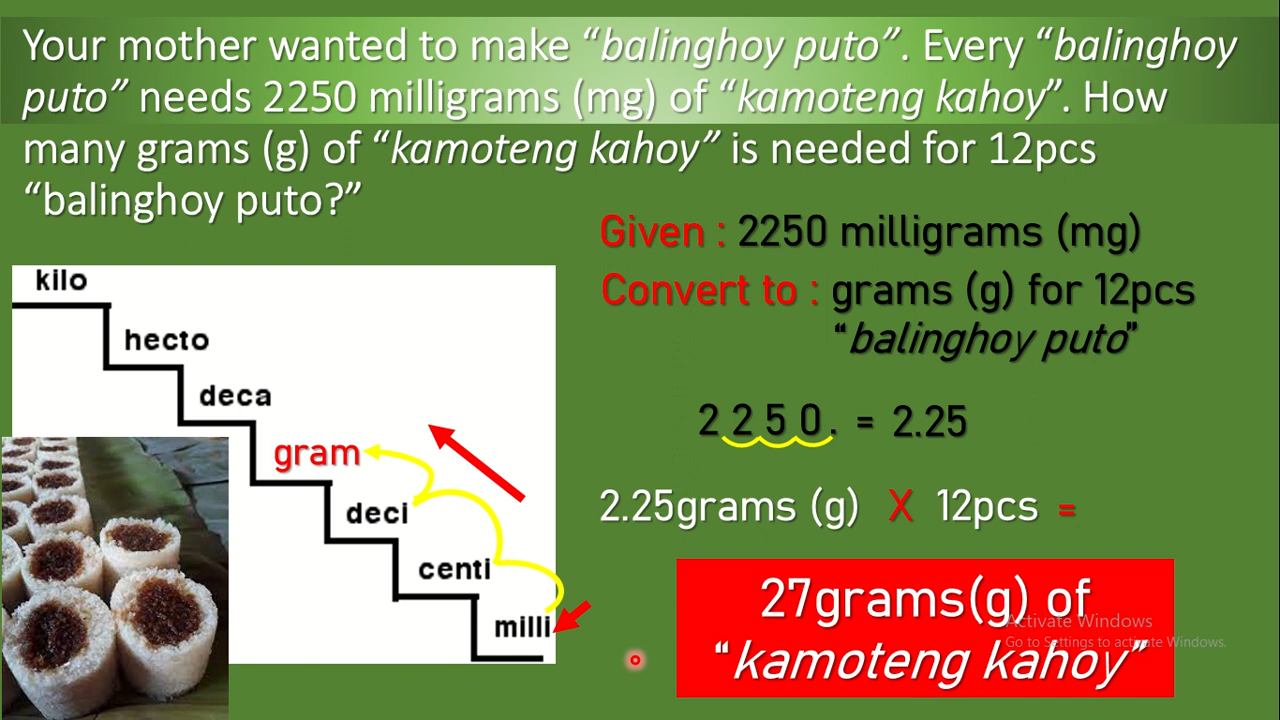 Your mother wanted to make “balinghoy puto”. Every “balinghoy
puto” needs 2250 milligrams (mg) of “kamoteng kahoy”. How
many grams (g) of “kamoteng kahoy” is needed for 12pcs
“balinghoy puto?”
Given : 2250 milligrams (mg)
Convert to : grams (g) for 12pcs
“balinghoy puto”
kilo
hecto
deca
gram
deci
centi
milli
2 2 5 0. = 2.25
2.25grams (g) X 12pcs =
27grams(g) of
“kamoteng kahoy”
Activate Windows
Go to Settings to activate Windows.